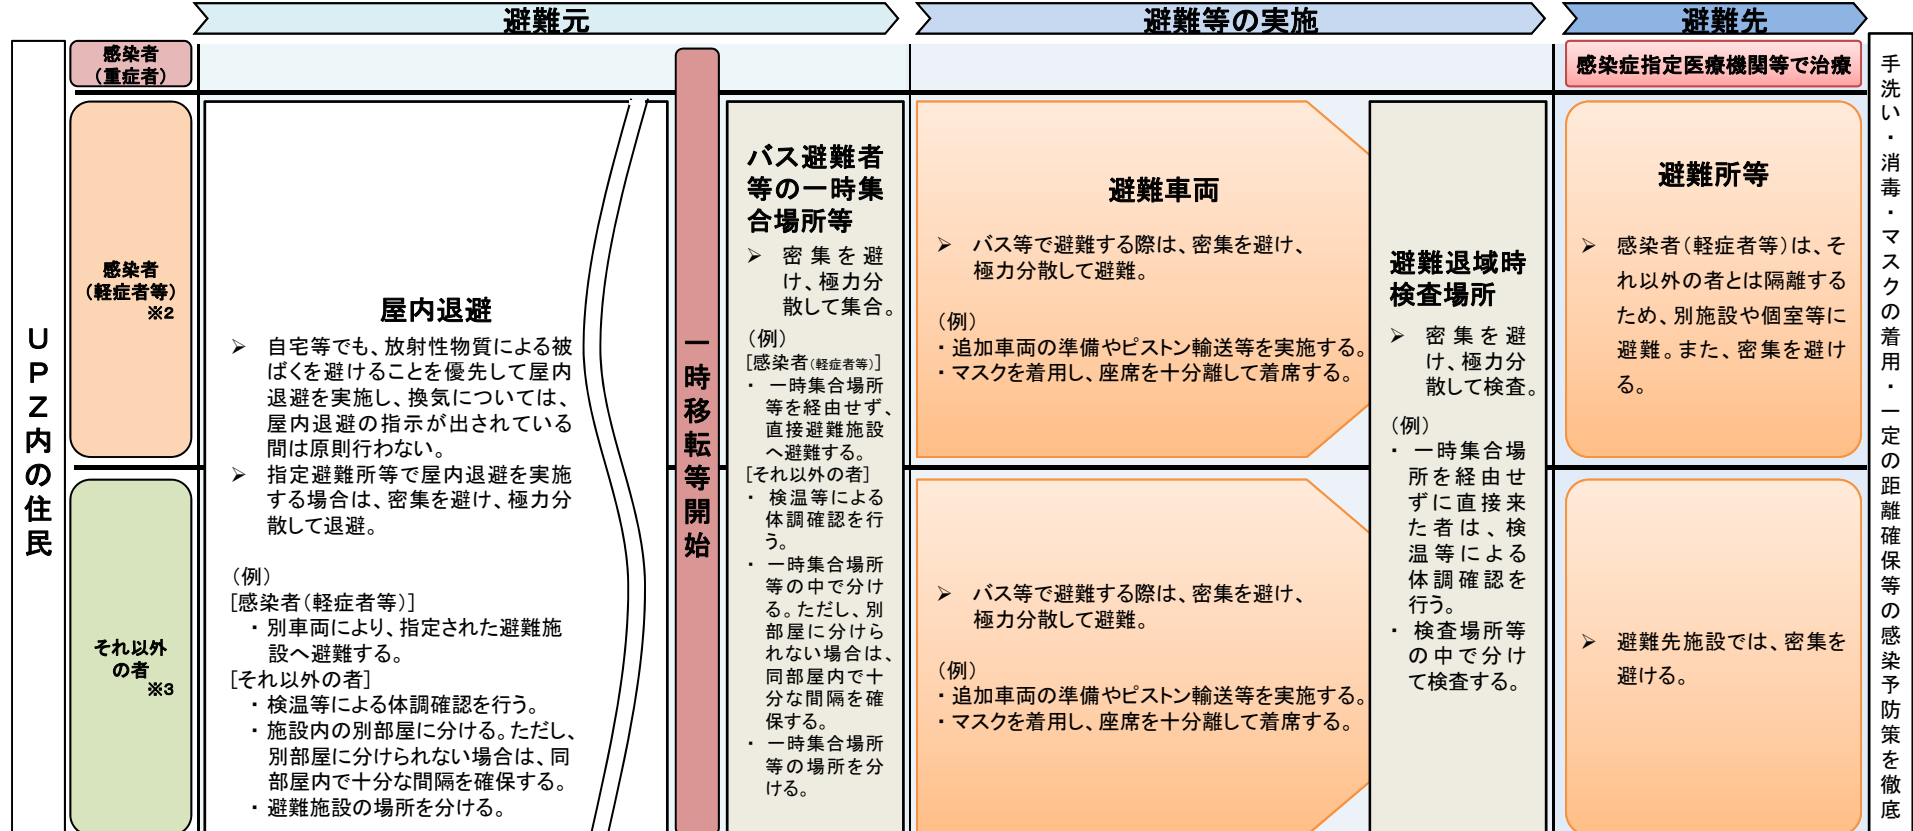 避難元
避難等の実施
避難先
UPZ内の住民
感染者
(重症者)
感染症指定医療機関等で治療
感染者
(軽症者等)
※2
それ以外
の者
※3
屋内退避
➢ 自宅等でも、放射性物質による被
ばくを避けることを優先して屋内
退避を実施し、換気については、
屋内退避の指示が出されている
間は原則行わない。
➢ 指定避難所等で屋内退避を実施
する場合は、密集を避け、極力分
散して退避。
(例)
[感染者(軽症者等)]
・ 別車両により、指定された避難施
設へ避難する。
[それ以外の者]
・ 検温等による体調確認を行う。
・ 施設内の別部屋に分ける。ただし、
別部屋に分けられない場合は、同
部屋内で十分な間隔を確保する。
・ 避難施設の場所を分ける。
一時移転等開始
バス避難者
等の一時集
合場所等
➢ 密集を避
け、極力分
散して集合。
(例)
[感染者(軽症者等)]
・ 一時集合場所
等を経由せず、
直接避難施設
へ避難する。
[それ以外の者]
・ 検温等による
体調確認を行
う。
・ 一時集合場所
等の中で分け
る。ただし、別
部屋に分けら
れない場合は、
同部屋内で十
分な間隔を確
保する。
・ 一時集合場所
等の場所を分
ける。
避難車両
➢ バス等で避難する際は、密集を避け、
極力分散して避難。
(例)
・追加車両の準備やピストン輸送等を実施する。
・マスクを着用し、座席を十分離して着席する。
➢ バス等で避難する際は、密集を避け、
極力分散して避難。
(例)
・追加車両の準備やピストン輸送等を実施する。
・マスクを着用し、座席を十分離して着席する。
避難退域時
検査場所
➢ 密集を避
け、極力分
散して検査。
(例)
・ 一時集合場
所を経由せ
ずに直接来
た者は、検
温等による
体調確認を
行う。
・ 検査場所等
の中で分け
て検査する。
避難所等
➢ 感染者(軽症者等)は、そ
れ以外の者とは隔離する
ため、別施設や個室等に
避難。また、密集を避け
る。
➢ 避難先施設では、密集を
避ける。
手洗い・消毒・マスクの着用・一定の距離確保等の感染予防策を徹底